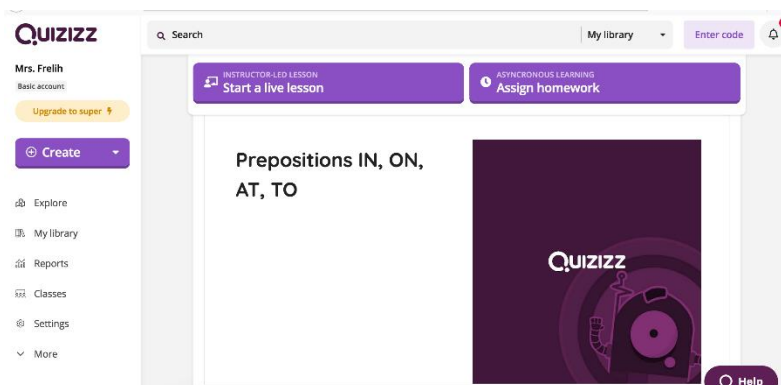 QUIZIZZ
Search
My library
Enter code
Mrs. Frelih
Basic account
Upgrade to super
Create
Explore
My library
Reports
Classes
Settings
More
INSTRUCTOR-LED LESSON
Start a live lesson
ASYNCRONOUS LEARNING
Assign homework
Prepositions IN, ON,
AT, TO
QUIZIZZ
Help